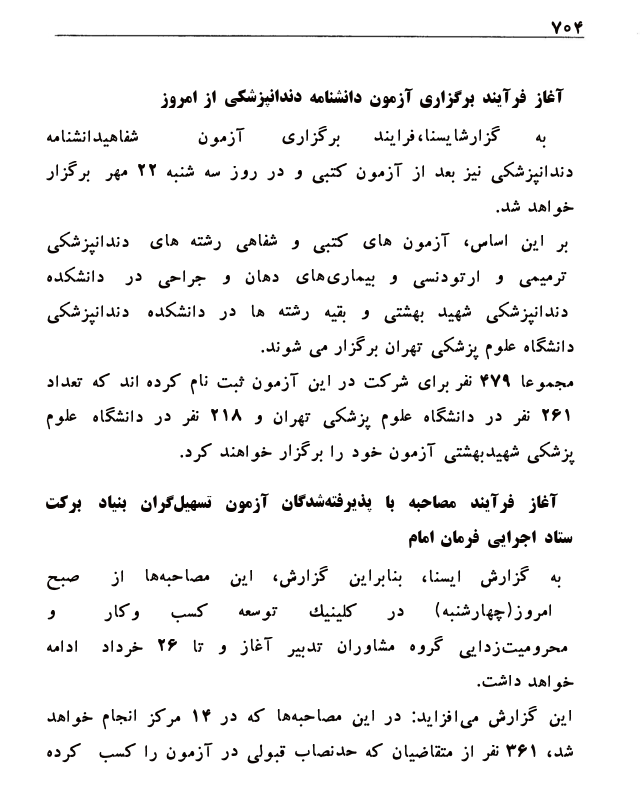 ۷۰۴
آغاز فرآیند برگزاری آزمون دانشنامه دندانپزشکی از امروز
به گزارشایسنا،فرایند برگزاری آزمون شفاهیدانشنامه
دندانپزشکی نیز بعد از آزمون کتبی و در روز سه شنبه ۲۲ مهر برگزار
خواهد شد.
بر این اساس، آزمون های کتبی و شفاهی رشته های دندانپزشکی
ترمیمی و ارتودنسی و بیماری‌های دهان و جراحی در دانشکده
دندانپزشکی شهید بهشتی و بقیه رشته ها در دانشکده دندانپزشکی
دانشگاه علوم پزشکی تهران برگزار می شوند.
مجموعا ۴۷۹ نفر برای شرکت در این آزمون ثبت نام کرده اند که تعداد
۲۶۱ نفر در دانشگاه علوم پزشکی تهران و ۲۱۸ نفر در دانشگاه علوم
پزشکی شهیدبهشتی آزمون خود را برگزار خواهند کرد.
آغاز فرآیند مصاحبه با پذیرفته‌شدگان آزمون تسهیل‌گران بنیاد برکت
ستاد اجرایی فرمان امام
به گزارش ایسنا، بنابراین گزارش، این مصاحبه‌ها از صبح
امروز(چهارشنبه) در کلینیك توسعه کسب وکار و
محرومیت‌زدایی گروه مشاوران تدبیر آغاز و تا ۲۶ خرداد ادامه
خواهد داشت.
این گزارش می‌افزاید: در این مصاحبه‌ها که در ۱۴ مرکز انجام خواهد
شد، ۳۶۱ نفر از متقاضیان که حدنصاب قبولی در آزمون را کسب کرده